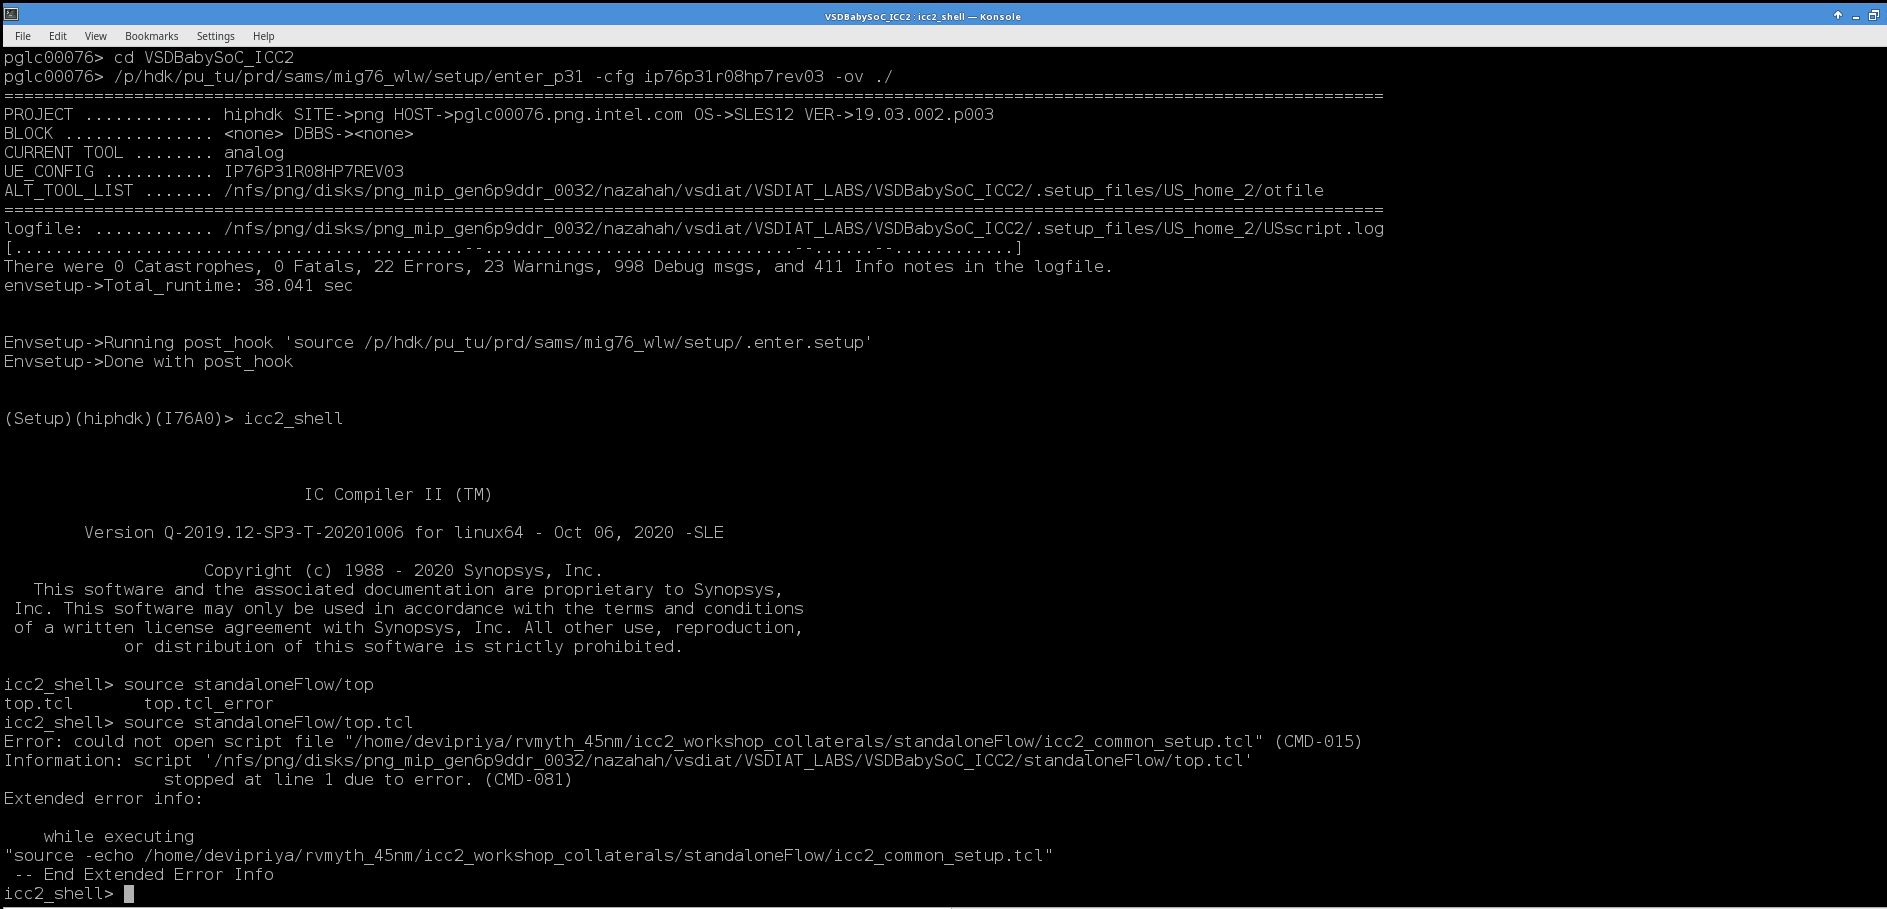 VSDBabySoC_ICC2 : icc2_shell — Konsole
File Edit View Bookmarks Settings Help
pglc00076> cd VSDBabySoC_ICC2
pglc00076> /p/hdk/pu_tu/prd/sams/mig76_wlw/setup/enter_p31 -cfg ip76p31r08hp7rev03 -ov ./
==========================================================================================================================================
PROJECT ............. hiphdk SITE->png HOST->pglc00076.png.intel.com OS->SLES12 VER->19.03.002.p003
BLOCK ............... <none> DBBS-><none>
CURRENT TOOL ........ analog
UE_CONFIG ........... IP76P31R08HP7REV03
ALT_TOOL_LIST ....... /nfs/png/disks/png_mip_gen6p9ddr_0032/nazahah/vsdiat/VSDIAT_LABS/VSDBabySoC_ICC2/.setup_files/US_home_2/otfile
==========================================================================================================================================
logfile: ............ /nfs/png/disks/png_mip_gen6p9ddr_0032/nazahah/vsdiat/VSDIAT_LABS/VSDBabySoC_ICC2/.setup_files/US_home_2/USscript.log
[.............................................--...............................--......--............]
There were 0 Catastrophes, 0 Fatals, 22 Errors, 23 Warnings, 998 Debug msgs, and 411 Info notes in the logfile.
envsetup->Total_runtime: 38.041 sec
Envsetup->Running post_hook 'source /p/hdk/pu_tu/prd/sams/mig76_wlw/setup/.enter.setup'
Envsetup->Done with post_hook
(Setup)(hiphdk)(I76A0)> icc2_shell
IC Compiler II (TM)
Version Q-2019.12-SP3-T-20201006 for linux64 - Oct 06, 2020 -SLE
Copyright (c) 1988 - 2020 Synopsys, Inc.
This software and the associated documentation are proprietary to Synopsys,
Inc. This software may only be used in accordance with the terms and conditions
of a written license agreement with Synopsys, Inc. All other use, reproduction,
or distribution of this software is strictly prohibited.
icc2_shell> source standaloneFlow/top
top.tcl top.tcl_error
icc2_shell> source standaloneFlow/top.tcl
Error: could not open script file "/home/devipriya/rvmyth_45nm/icc2_workshop_collaterals/standaloneFlow/icc2_common_setup.tcl" (CMD-015)
Information: script '/nfs/png/disks/png_mip_gen6p9ddr_0032/nazahah/vsdiat/VSDIAT_LABS/VSDBabySoC_ICC2/standaloneFlow/top.tcl'
stopped at line 1 due to error. (CMD-081)
Extended error info:
while executing
"source -echo /home/devipriya/rvmyth_45nm/icc2_workshop_collaterals/standaloneFlow/icc2_common_setup.tcl"
-- End Extended Error Info
icc2_shell>